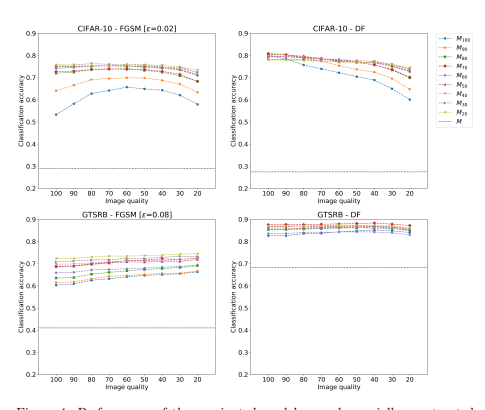 CIFAR-10 - FGSM [ε=0.02]
Classification accuracy
0.9
0.8
0.7
0.6
0.5
0.4
0.3
0.2
100 90 80 70 60 50 40 30 20 10
Image quality
CIFAR-10 - DF
Classification accuracy
0.9
0.8
0.7
0.6
0.5
0.4
0.3
0.2
100 90 80 70 60 50 40 30 20 10
Image quality
M100
M90
M80
M70
M60
M50
M40
M30
M20
M
GTSRB - FGSM [ε=0.08]
Classification accuracy
0.9
0.8
0.7
0.6
0.5
0.4
0.3
0.2
100 90 80 70 60 50 40 30 20 10
Image quality
GTSRB - DF
Classification accuracy
0.9
0.8
0.7
0.6
0.5
0.4
0.3
0.2
100 90 80 70 60 50 40 30 20 10
Image quality